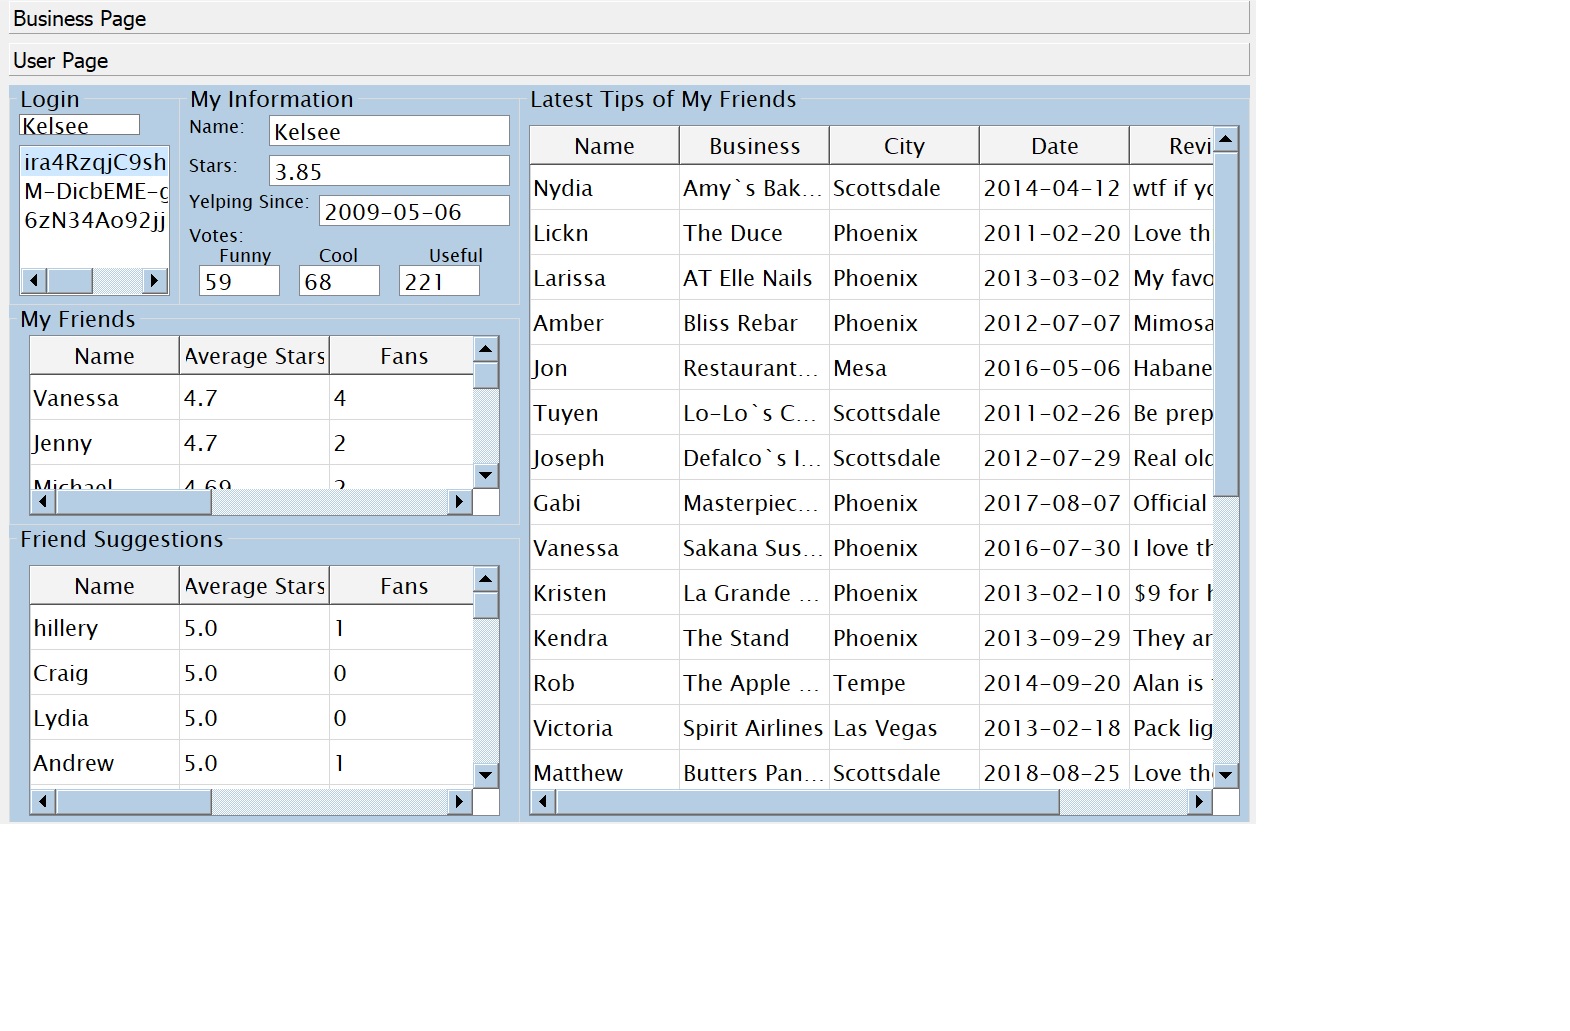 Business Page
User Page
Login
Kelsee
ira4RzqjC9sh
M-DicbEME-g
6zN34Ao92jj
My Information
Name: Kelsee
Stars: 3.85
Yelping Since: 2009-05-06
Votes:
Funny Cool Useful
59 68 221
My Friends
Name Average Stars Fans
Vanessa 4.7 4
Jenny 4.7 2
Michael 4.69 2
Friend Suggestions
Name Average Stars Fans
hillery 5.0 1
Craig 5.0 0
Lydia 5.0 0
Andrew 5.0 1
Latest Tips of My Friends
Name Business City Date Revi
Nydia Amy`s Bak... Scottsdale 2014-04-12 wtf if yo
Lickn The Duce Phoenix 2011-02-20 Love th
Larissa AT Elle Nails Phoenix 2013-03-02 My favo
Amber Bliss Rebar Phoenix 2012-07-07 Mimosa
Jon Restaurant... Mesa 2016-05-06 Habane
Tuyen Lo-Lo`s C... Scottsdale 2011-02-26 Be prep
Joseph Defalco`s I... Scottsdale 2012-07-29 Real old
Gabi Masterpiec... Phoenix 2017-08-07 Official
Vanessa Sakana Sus... Phoenix 2016-07-30 I love th
Kristen La Grande ... Phoenix 2013-02-10 $9 for h
Kendra The Stand Phoenix 2013-09-29 They ar
Rob The Apple ... Tempe 2014-09-20 Alan is
Victoria Spirit Airlines Las Vegas 2013-02-18 Pack lig
Matthew Butters Pan... Scottsdale 2018-08-25 Love the